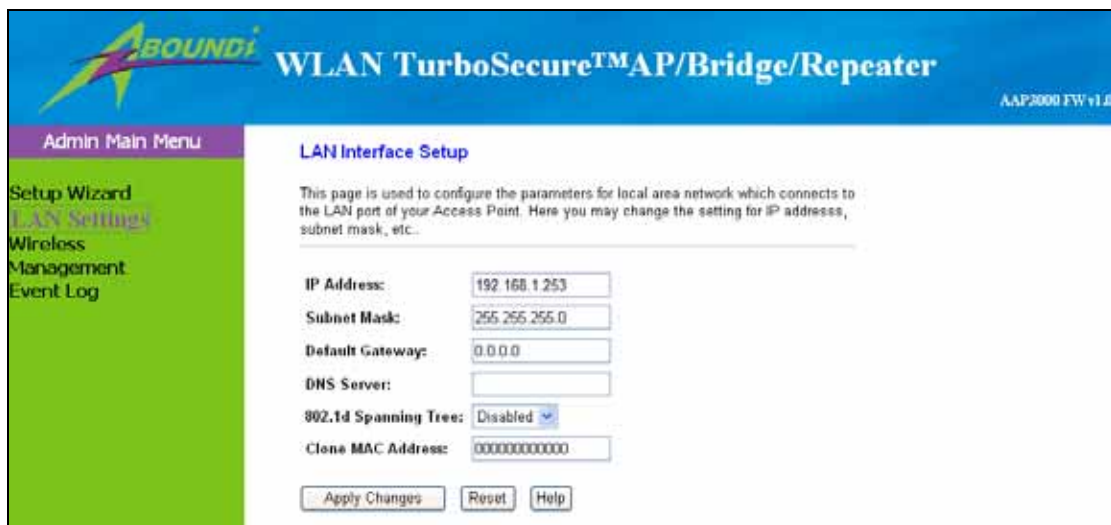 ABOUNDi
WLAN TurboSecure™AP/Bridge/Repeater
AAP3000 FW v1.0
Admin Main Menu
Setup Wizard
LAN Settings
Wireless
Management
Event Log
LAN Interface Setup
This page is used to configure the parameters for local area network which connects to
the LAN port of your Access Point. Here you may change the setting for IP addresss,
subnet mask, etc..
IP Address: 192.168.1.253
Subnet Mask: 255.255.255.0
Default Gateway: 0.0.0.0
DNS Server:
802.1d Spanning Tree: Disabled
Clone MAC Address: 000000000000
Apply Changes Reset Help